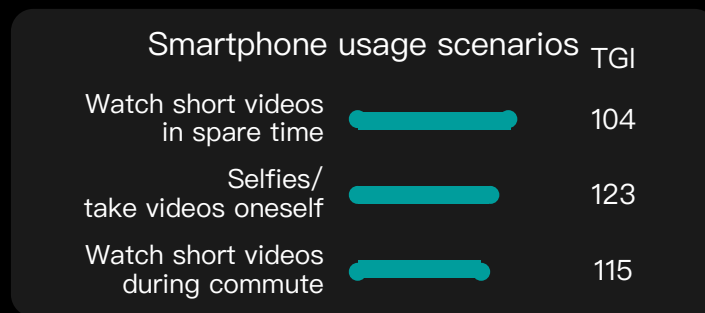 Smartphone usage scenarios TGI
Watch short videos
in spare time
104
Selfies/
take videos oneself
123
Watch short videos
during commute
115